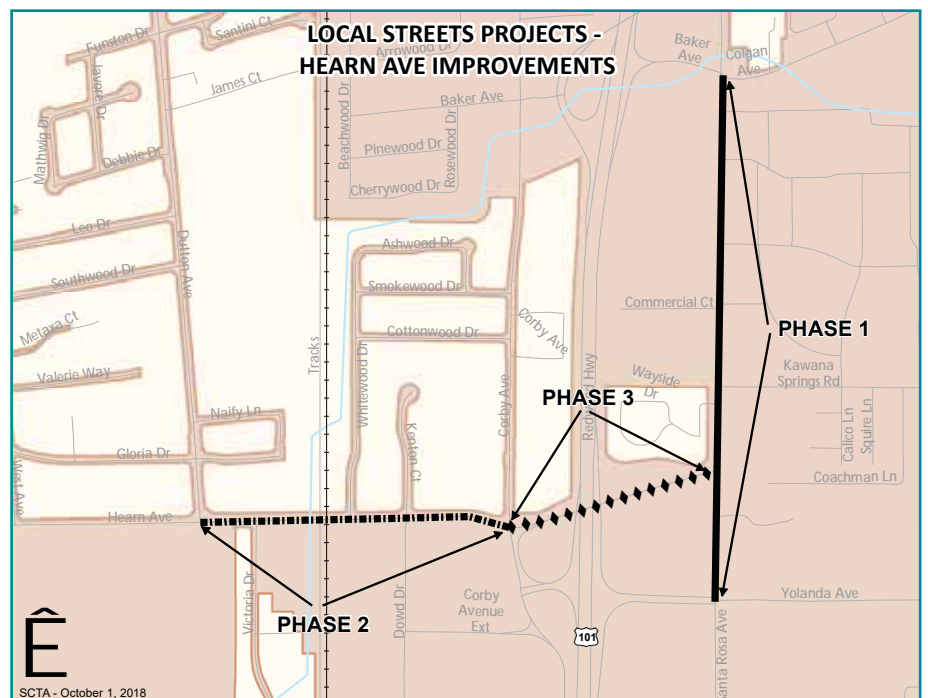 LOCAL STREETS PROJECTS -
HEARN AVE IMPROVEMENTS
Funston Dr
Santini Ct
Arrowood Dr
Baker
Ave
Colgan
Ave
Javore Dr
James Ct
Beachwood Dr
Baker Ave
Mathwig Dr
Pinewood Dr
Rosewood Dr
Debbie Dr
Cherrywood Dr
Leo Dr
Dutton Ave
Ashwood Dr
Southwood Dr
Smokewood Dr
Commercial Ct
Metaxa Ct
Tracks
Cottonwood Dr
Corby Ave
PHASE 1
Whitewood Dr
Corby Ave
Redwood Hwy
Kawana
Springs Rd
Valerie Way
Wayside
Dr
PHASE 3
Naify Ln
Kenton Ct
Calico Ln
Squire Ln
Gloria Dr
West Ave
Coachman Ln
Hearn Ave
Victoria Dr
Dowd Dr
Corby
Avenue
Ext
Yolanda Ave
PHASE 2
101
Santa Rosa Ave
Ê
SCTA - October 1, 2018